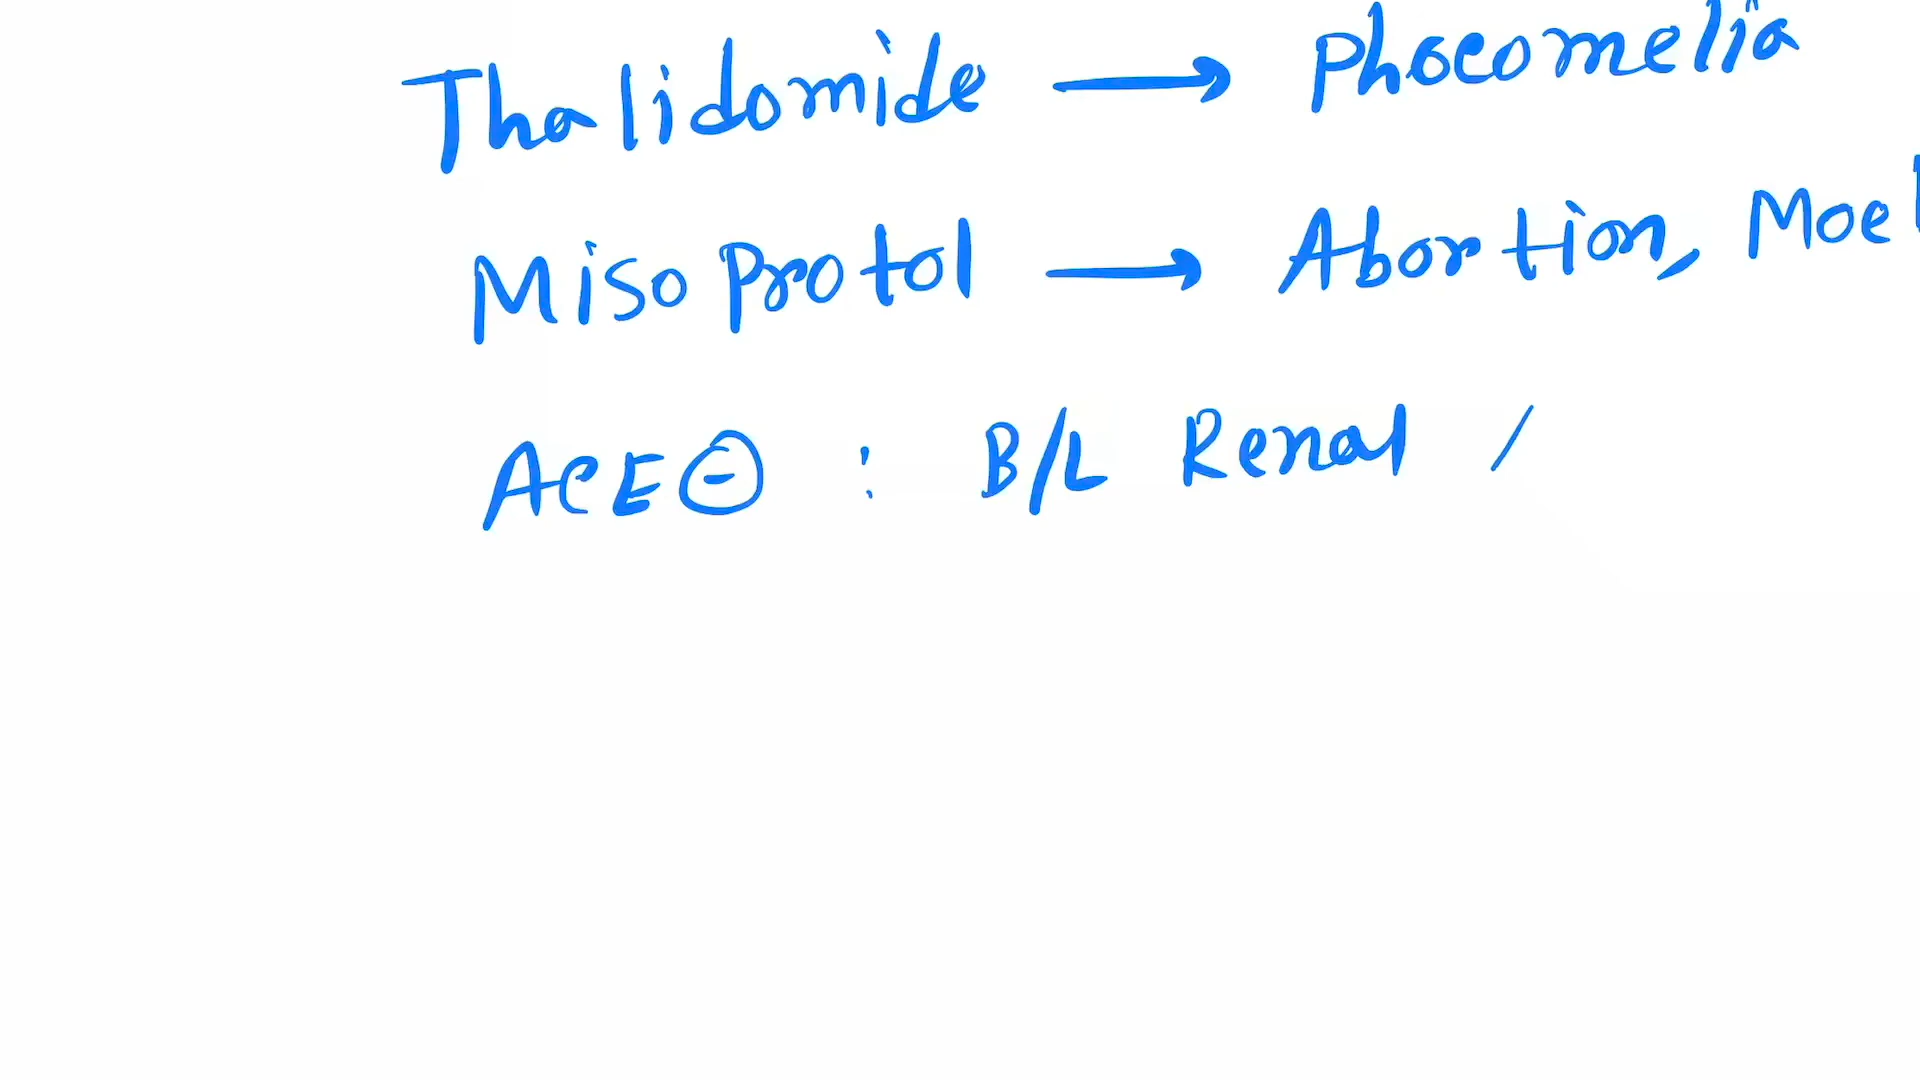 Thalidomide → Phocomelia
Misoprotol → Abortion, Moe
ACE⊖ : B/L Renal /